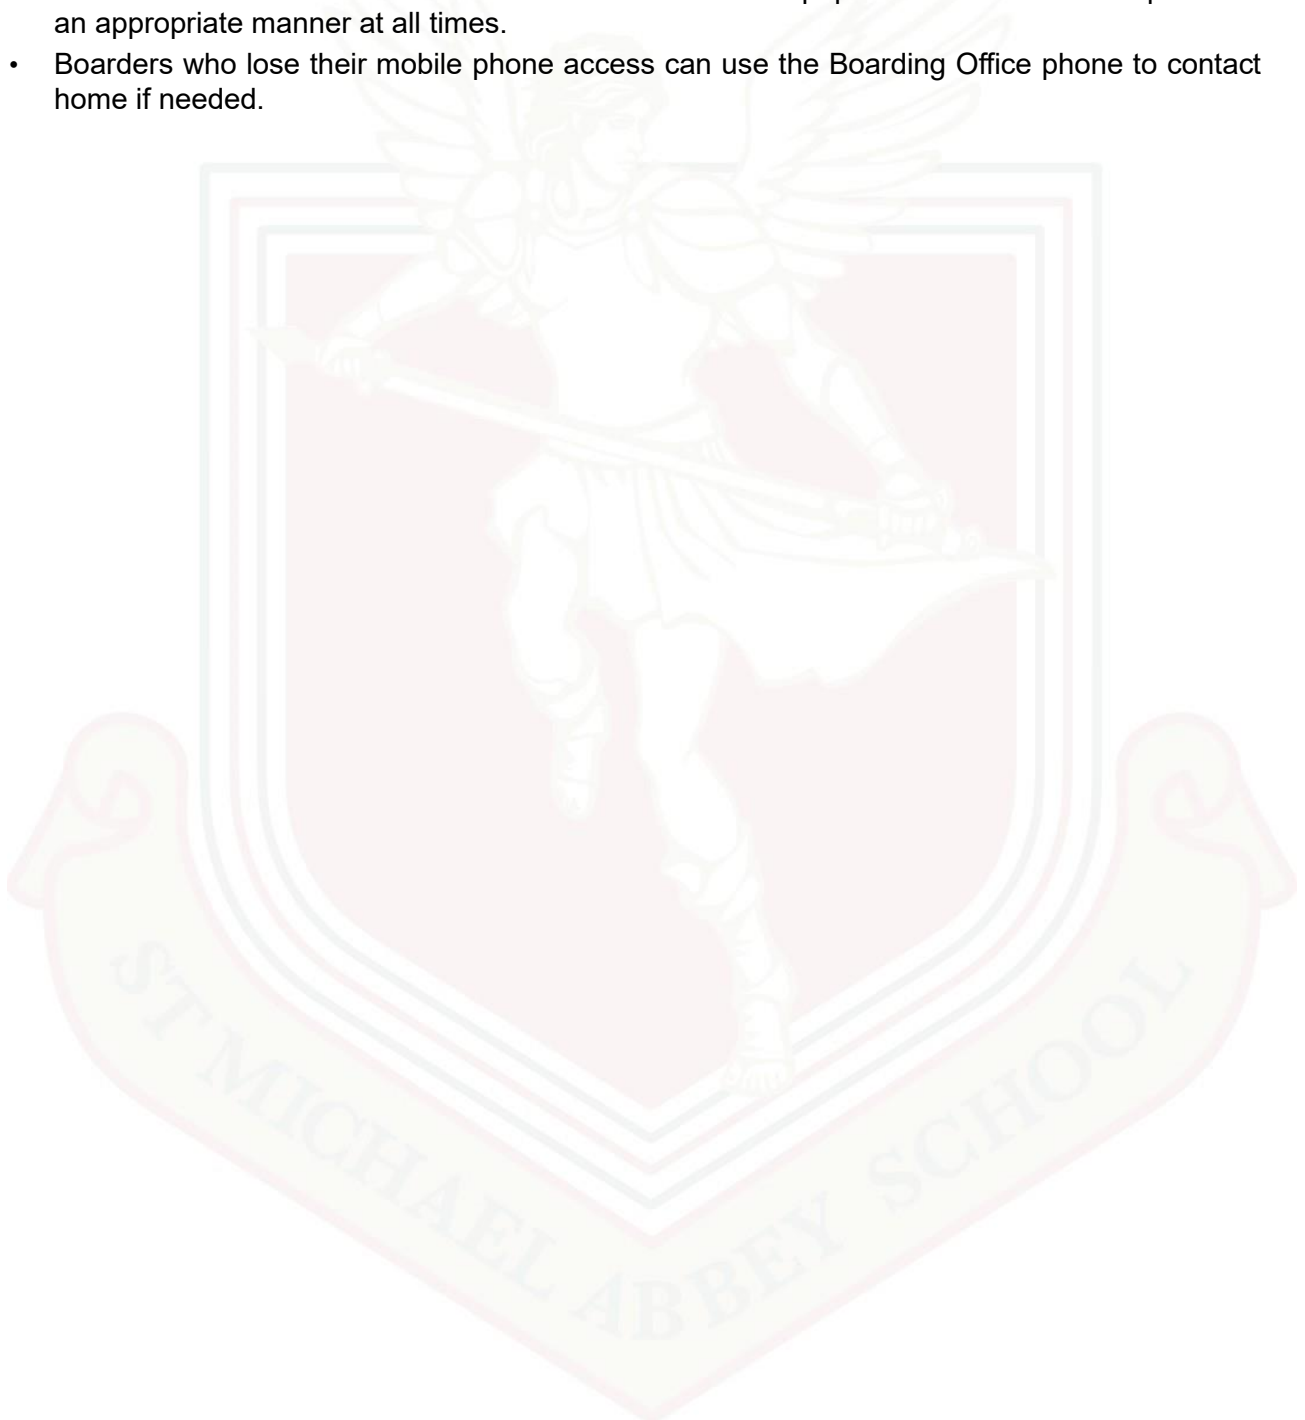 an appropriate manner at all times.
• Boarders who lose their mobile phone access can use the Boarding Office phone to contact
home if needed.
ST MICHAEL ABBEY SCHOOL